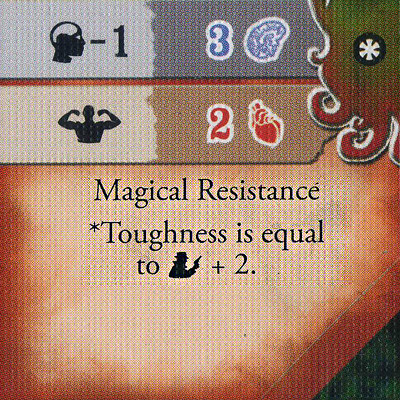 -1 3 *
2
Magical Resistance
*Toughness is equal
to + 2.